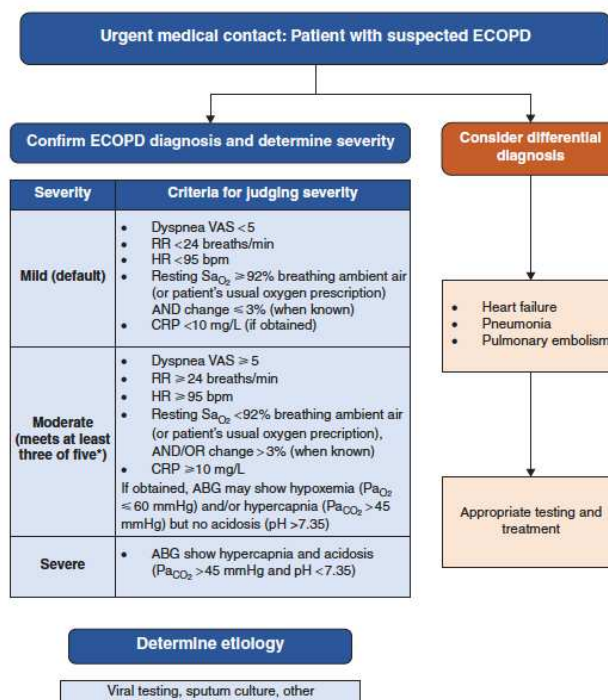 Urgent medical contact: Patient with suspected ECOPD
Confirm ECOPD diagnosis and determine severity
Consider differential
diagnosis
Severity
Criteria for judging severity
Mild (default)
• Dyspnea VAS <5
• RR <24 breaths/min
• HR <95 bpm
• Resting SaO₂ ≥ 92% breathing ambient air
(or patient's usual oxygen prescription)
AND change ≤ 3% (when known)
• CRP <10 mg/L (if obtained)
Moderate
(meets at least
three of five*)
• Dyspnea VAS ≥ 5
• RR ≥ 24 breaths/min
• HR ≥ 95 bpm
• Resting SaO₂ <92% breathing ambient air
(or patient's usual oxygen precription),
AND/OR change > 3% (when known)
• CRP ≥10 mg/L
If obtained, ABG may show hypoxemia (PaO₂
≤ 60 mmHg) and/or hypercapnia (PaCO₂ > 45
mmHg) but no acidosis (pH >7.35)
Severe
• ABG show hypercapnia and acidosis
(PaCO₂ >45 mmHg and pH <7.35)
• Heart failure
• Pneumonia
• Pulmonary embolism
Appropriate testing and
treatment
Determine etiology
Viral testing, sputum culture, other